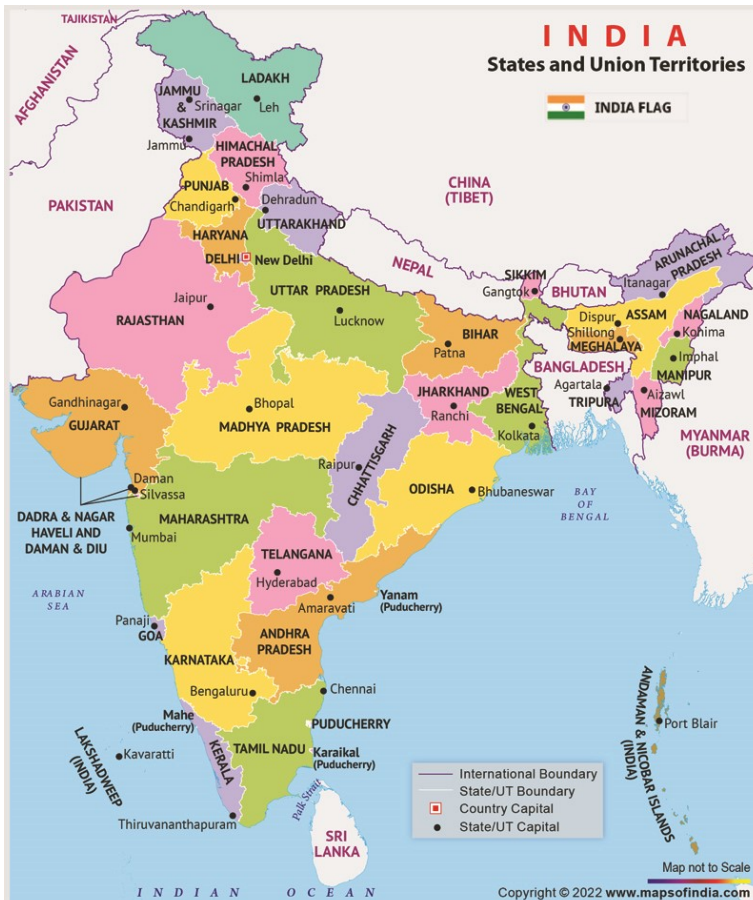 INDIA
States and Union Territories
INDIA FLAG
TAJIKISTAN
AFGHANISTAN
PAKISTAN
CHINA
(TIBET)
NEPAL
BHUTAN
BANGLADESH
MYANMAR
(BURMA)
SRI
LANKA
LADAKH
Leh
JAMMU
&
KASHMIR
Srinagar
Jammu
HIMACHAL
PRADESH
Shimla
PUNJAB
Chandigarh
Dehradun
UTTARAKHAND
HARYANA
DELHI
New Delhi
UTTAR PRADESH
Lucknow
Jaipur
RAJASTHAN
BIHAR
Patna
SIKKIM
Gangtok
ARUNACHAL
PRADESH
Itanagar
Dispur
ASSAM
Shillong
MEGHALAYA
NAGALAND
Kohima
Imphal
MANIPUR
Agartala
TRIPURA
Aizawl
MIZORAM
JHARKHAND
Ranchi
WEST
BENGAL
Kolkata
Gandhinagar
GUJARAT
Bhopal
MADHYA PRADESH
Raipur
CHHATTISGARH
ODISHA
Bhubaneswar
Daman
Silvassa
DADRA & NAGAR
HAVELI AND
DAMAN & DIU
MAHARASHTRA
Mumbai
TELANGANA
Hyderabad
Amaravati
Yanam
(Puducherry)
ANDHRA
PRADESH
Panaji
GOA
KARNATAKA
Bengaluru
Chennai
Mahe
(Puducherry)
PUDUCHERRY
TAMIL NADU
Karaikal
(Puducherry)
KERALA
Thiruvananthapuram
LAKSHADWEEP
(INDIA)
Kavaratti
ANDAMAN & NICOBAR ISLANDS
(INDIA)
Port Blair
ARABIAN
SEA
BAY
OF
BENGAL
Palk Strait
INDIAN OCEAN
International Boundary
State/UT Boundary
Country Capital
State/UT Capital
Map not to Scale
Copyright © 2022 www.mapsofindia.com